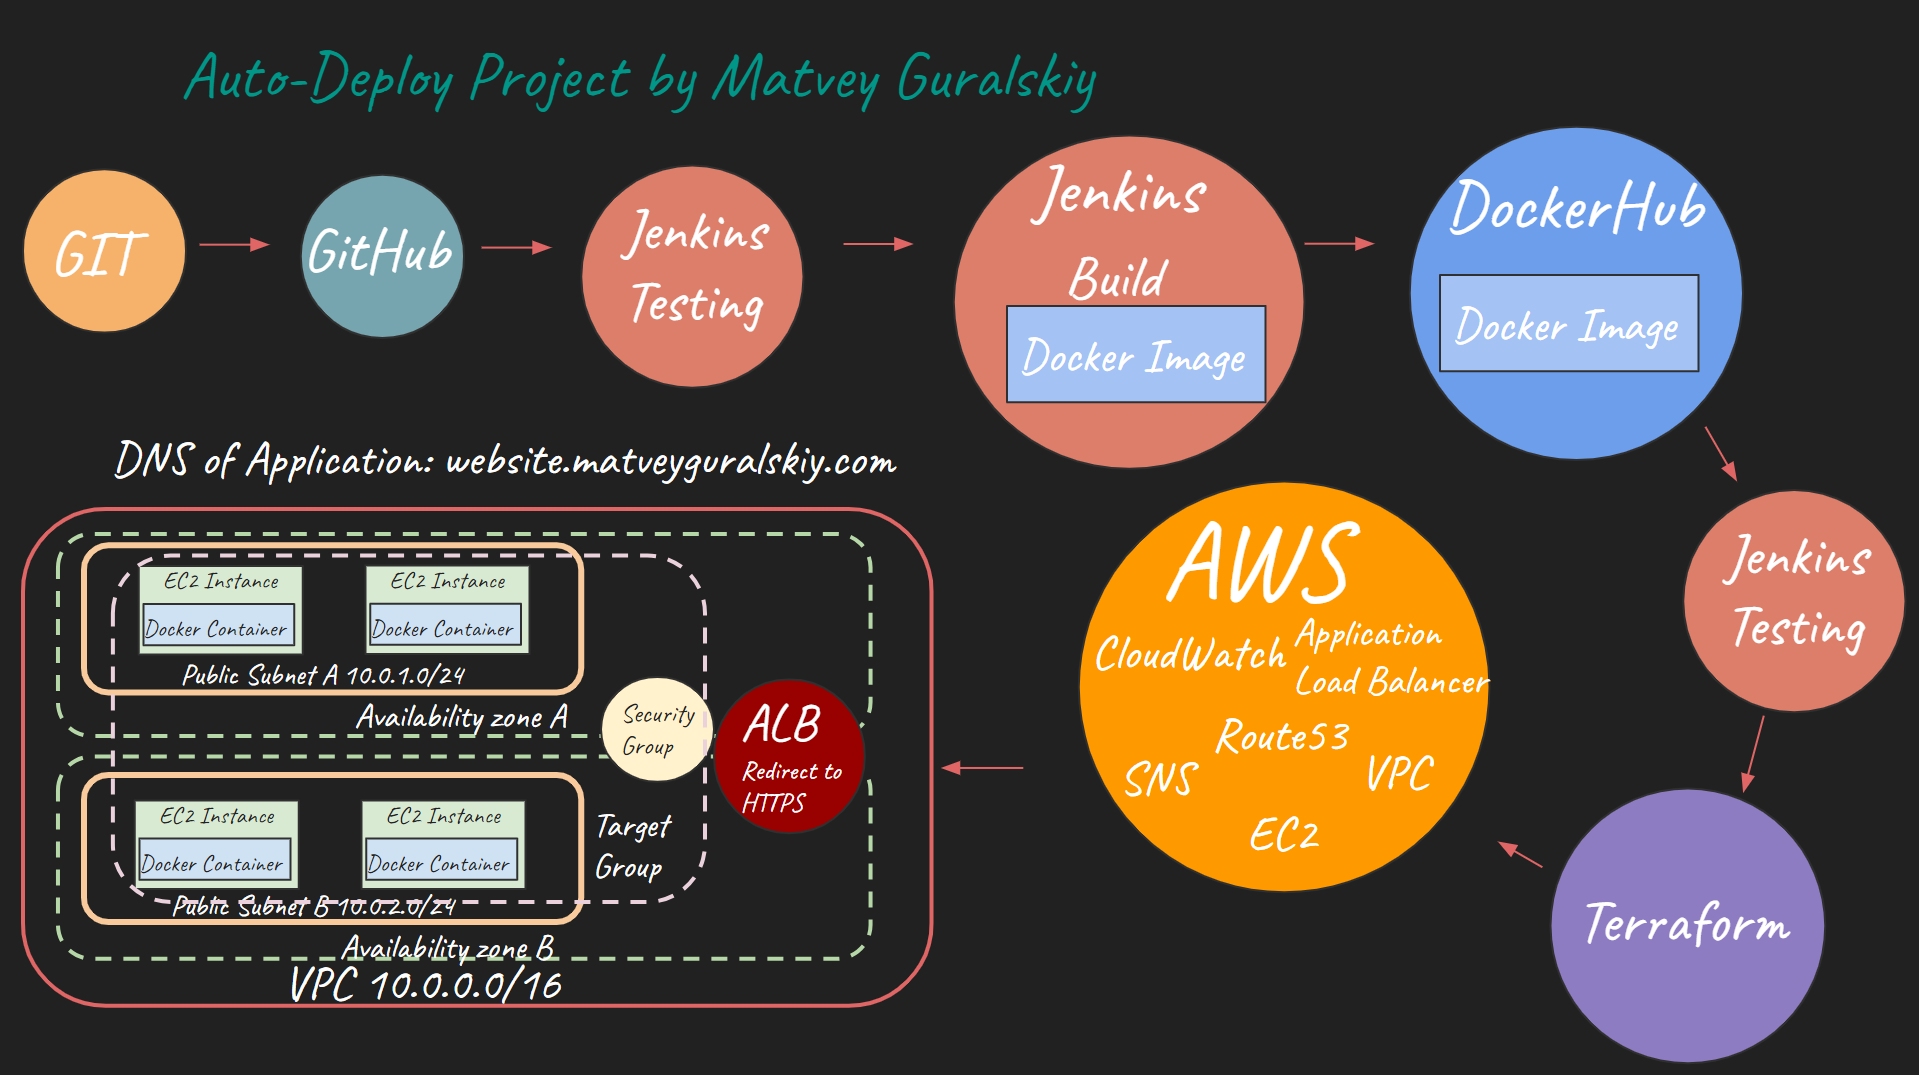 Auto-Deploy Project by Matvey Guralskiy
GIT
GitHub
Jenkins
Testing
Jenkins
Build
Docker Image
DockerHub
Docker Image
Jenkins
Testing
Terraform
AWS
CloudWatch
Application
Load Balancer
Route53
SNS
VPC
EC2
DNS of Application: website.matveyguralskiy.com
EC2 Instance
Docker Container
EC2 Instance
Docker Container
Public Subnet A 10.0.1.0/24
Availability zone A
Security
Group
ALB
Redirect to
HTTPS
EC2 Instance
Docker Container
EC2 Instance
Docker Container
Target
Group
Public Subnet B 10.0.2.0/24
Availability zone B
VPC 10.0.0.0/16